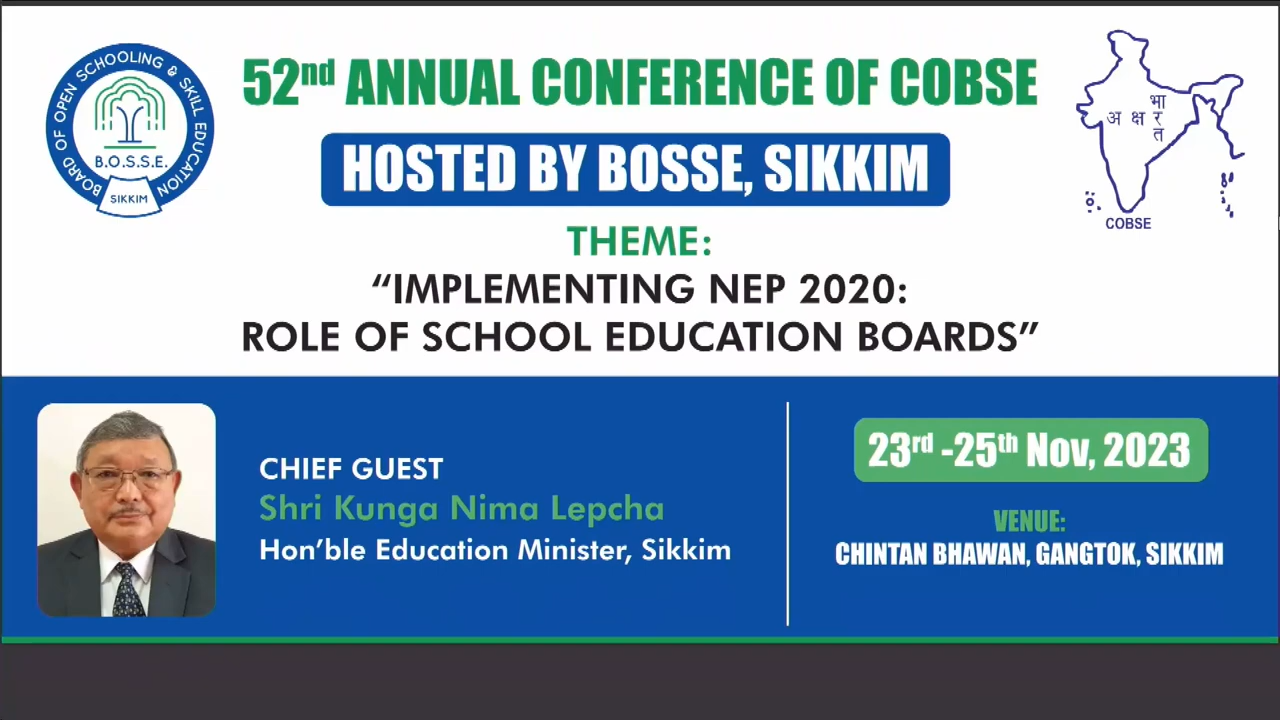 BOARD OF OPEN SCHOOLING & SKILL EDUCATION
B.O.S.S.E.
SIKKIM
52nd ANNUAL CONFERENCE OF COBSE
HOSTED BY BOSSE, SIKKIM
THEME:
“IMPLEMENTING NEP 2020:
ROLE OF SCHOOL EDUCATION BOARDS”
भा
अ क्ष र
त
COBSE
CHIEF GUEST
Shri Kunga Nima Lepcha
Hon’ble Education Minister, Sikkim
23rd -25th Nov, 2023
VENUE:
CHINTAN BHAWAN, GANGTOK, SIKKIM